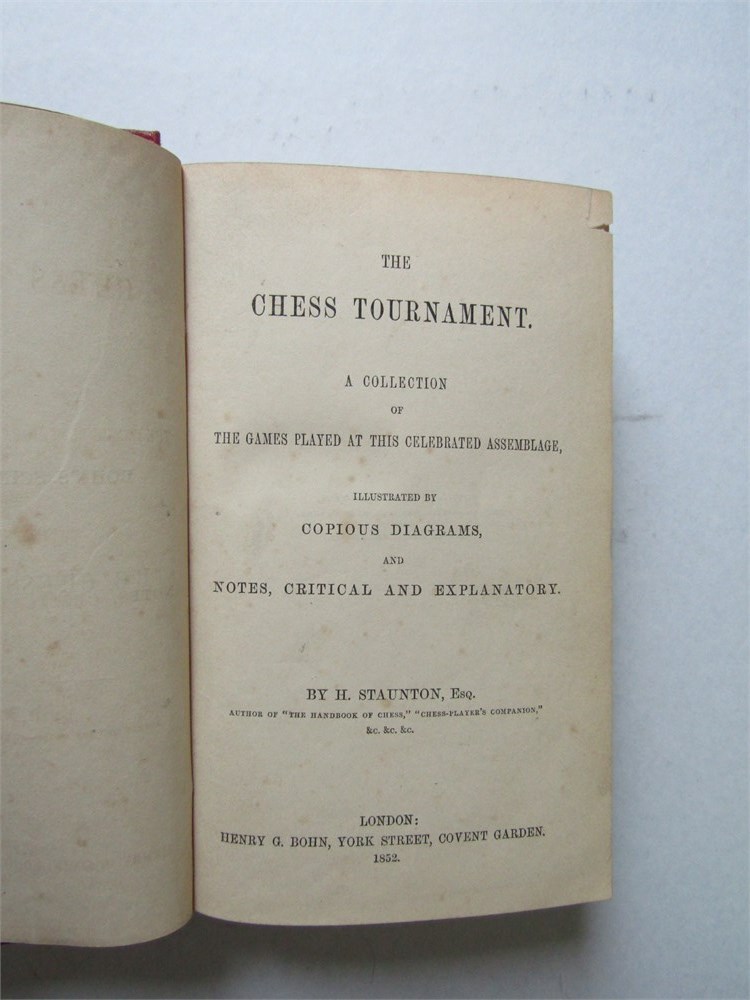 THE
CHESS TOURNAMENT.
A COLLECTION
OF
THE GAMES PLAYED AT THIS CELEBRATED ASSEMBLAGE,
ILLUSTRATED BY
COPIOUS DIAGRAMS,
AND
NOTES, CRITICAL AND EXPLANATORY.
BY H. STAUNTON, ESQ.
AUTHOR OF "THE HANDBOOK OF CHESS," "CHESS-PLAYER'S COMPANION,"
&c. &c. &c.
LONDON:
HENRY G. BOHN, YORK STREET, COVENT GARDEN.
1852.